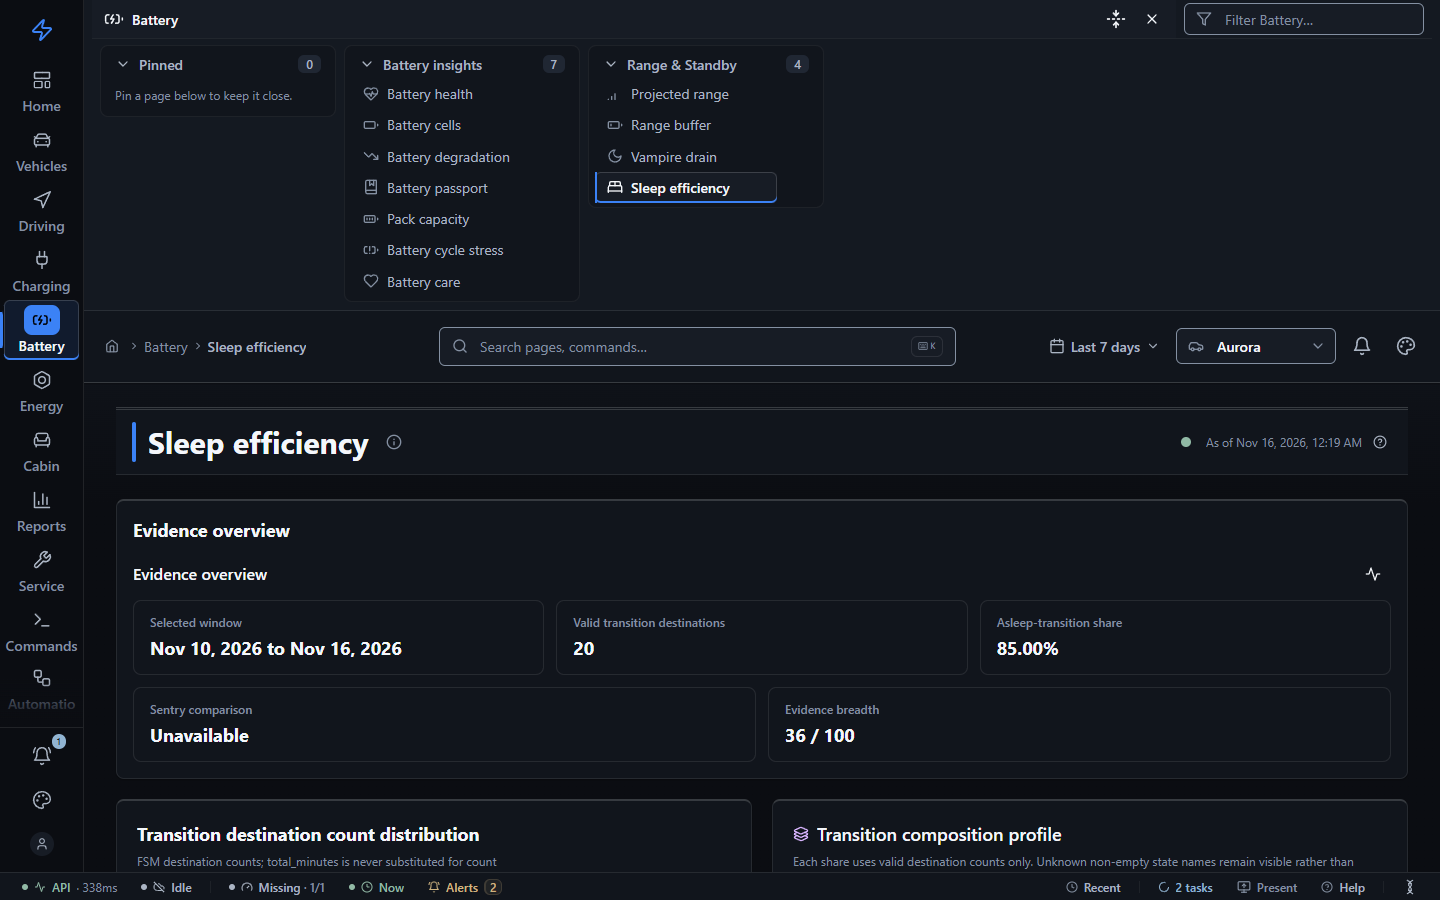 Battery
Filter Battery...
Pinned 0
Pin a page below to keep it close.
Battery insights 7
Battery health
Battery cells
Battery degradation
Battery passport
Pack capacity
Battery cycle stress
Battery care
Range & Standby 4
Projected range
Range buffer
Vampire drain
Sleep efficiency
Home
Vehicles
Driving
Charging
Battery
Energy
Cabin
Reports
Service
Commands
Automatio
1
Battery
Sleep efficiency
Search pages, commands...
K
Last 7 days
Aurora
Sleep efficiency
As of Nov 16, 2026, 12:19 AM
Evidence overview
Evidence overview
Selected window
Nov 10, 2026 to Nov 16, 2026
Valid transition destinations
20
Asleep-transition share
85.00%
Sentry comparison
Unavailable
Evidence breadth
36 / 100
Transition destination count distribution
FSM destination counts; total_minutes is never substituted for count
Transition composition profile
Each share uses valid destination counts only. Unknown non-empty state names remain visible rather than
API · 338ms
Idle
Missing · 1/1
Now
Alerts 2
Recent
2 tasks
Present
Help